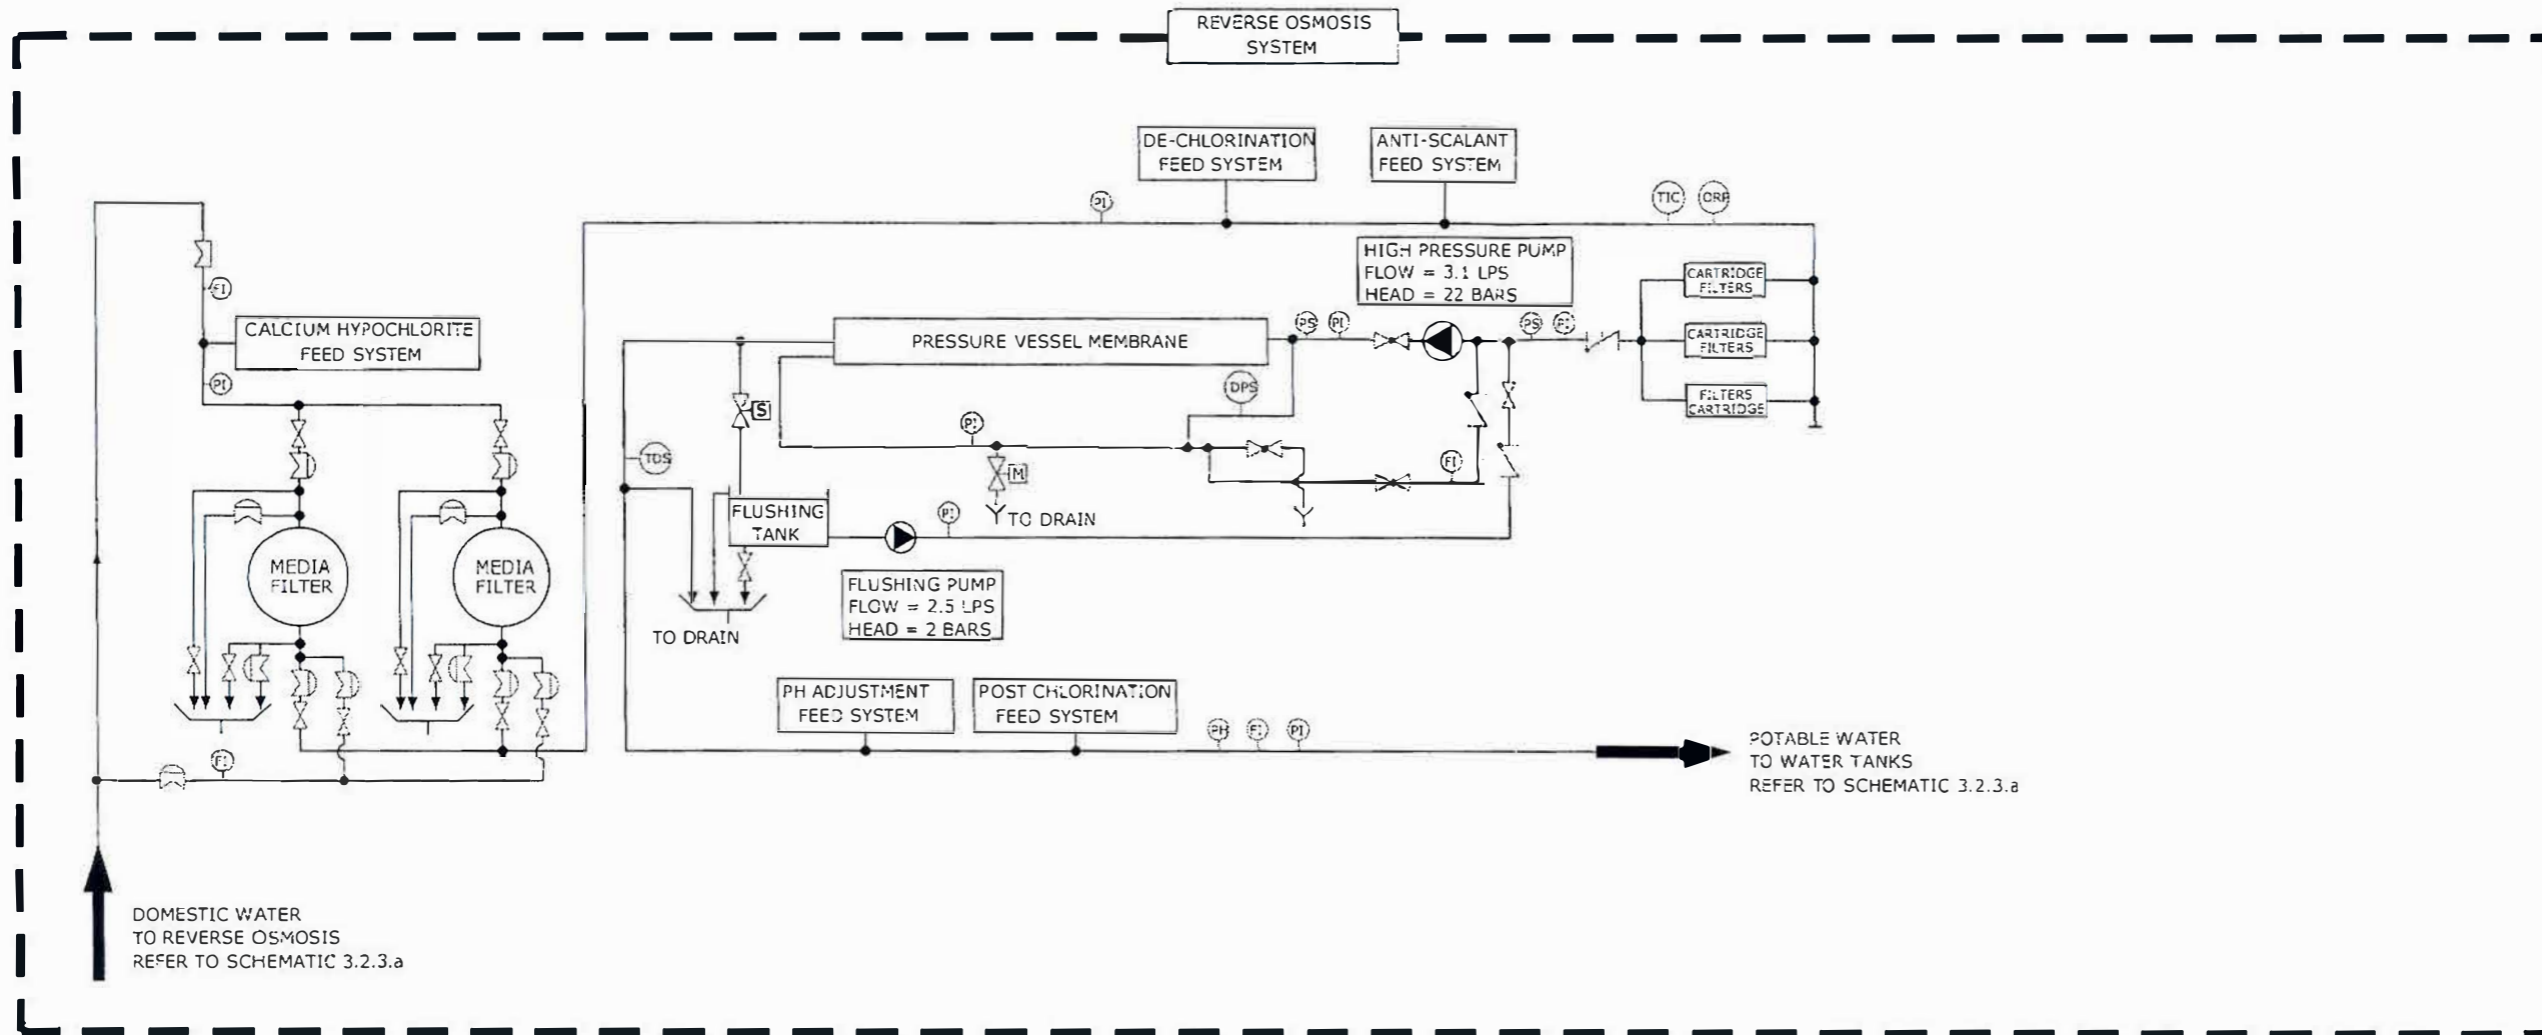 REVERSE OSMOSIS
SYSTEM
DE-CHLORINATION
FEED SYSTEM
ANTI-SCALANT
FEED SYSTEM
PI
TIC
ORP
HIGH PRESSURE PUMP
FLOW = 3.1 LPS
HEAD = 22 BARS
CARTRIDGE
FILTERS
CARTRIDGE
FILTERS
FILTERS
CARTRIDGE
FI
CALCIUM HYPOCHLORITE
FEED SYSTEM
PI
PRESSURE VESSEL MEMBRANE
PS
PI
PS
PI
DPS
S
PI
TDS
M
FI
FLUSHING
TANK
PI
TO DRAIN
MEDIA
FILTER
MEDIA
FILTER
FLUSHING PUMP
FLOW = 2.5 LPS
HEAD = 2 BARS
TO DRAIN
PH ADJUSTMENT
FEED SYSTEM
POST CHLORINATION
FEED SYSTEM
PH
FI
PI
FI
POTABLE WATER
TO WATER TANKS
REFER TO SCHEMATIC 3.2.3.a
DOMESTIC WATER
TO REVERSE OSMOSIS
REFER TO SCHEMATIC 3.2.3.a